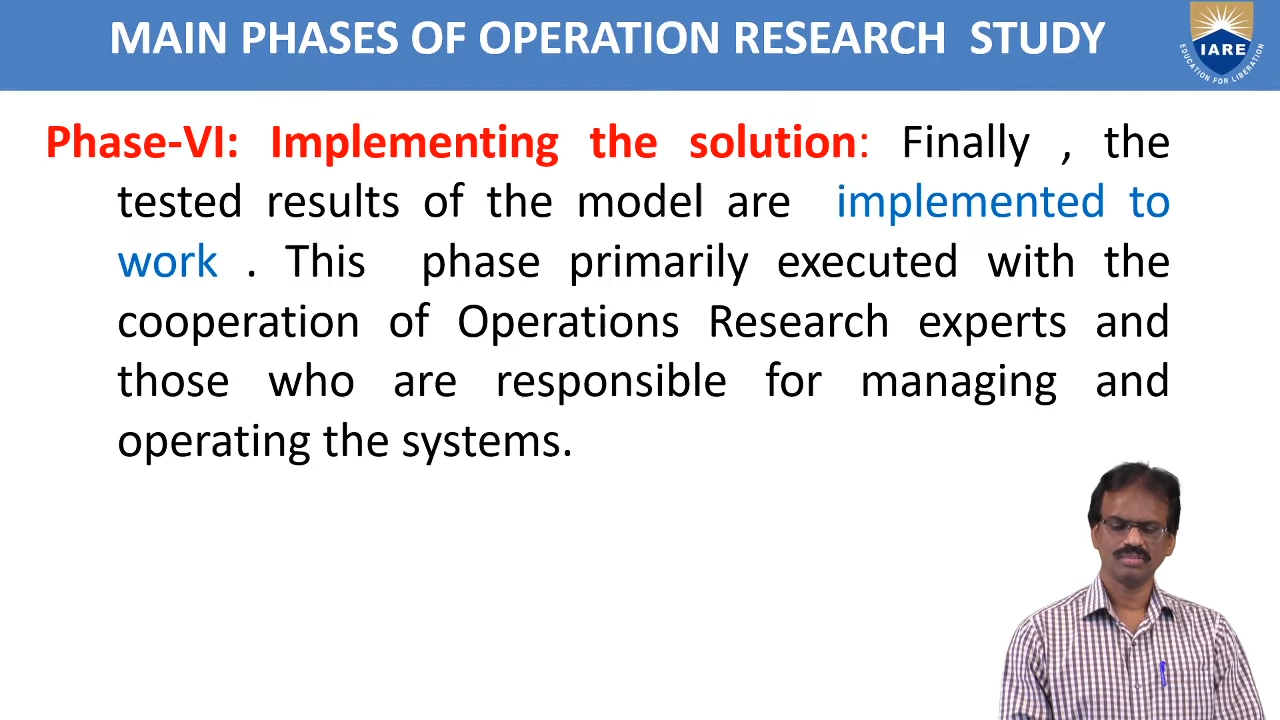 MAIN PHASES OF OPERATION RESEARCH STUDY
IARE
EDUCATION FOR LIBERATION
Phase-VI: Implementing the solution: Finally , the
tested results of the model are implemented to
work . This phase primarily executed with the
cooperation of Operations Research experts and
those who are responsible for managing and
operating the systems.